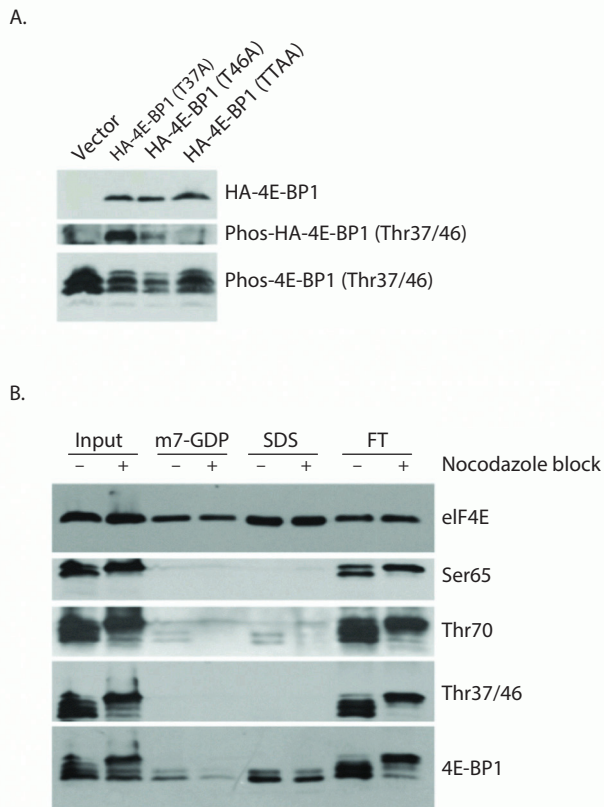 A.
Vector
HA-4E-BP1 (T37A)
HA-4E-BP1 (T46A)
HA-4E-BP1 (TTAA)
HA-4E-BP1
Phos-HA-4E-BP1 (Thr37/46)
Phos-4E-BP1 (Thr37/46)
B.
Input m7-GDP SDS FT
– + – + – + – + Nocodazole block
eIF4E
Ser65
Thr70
Thr37/46
4E-BP1